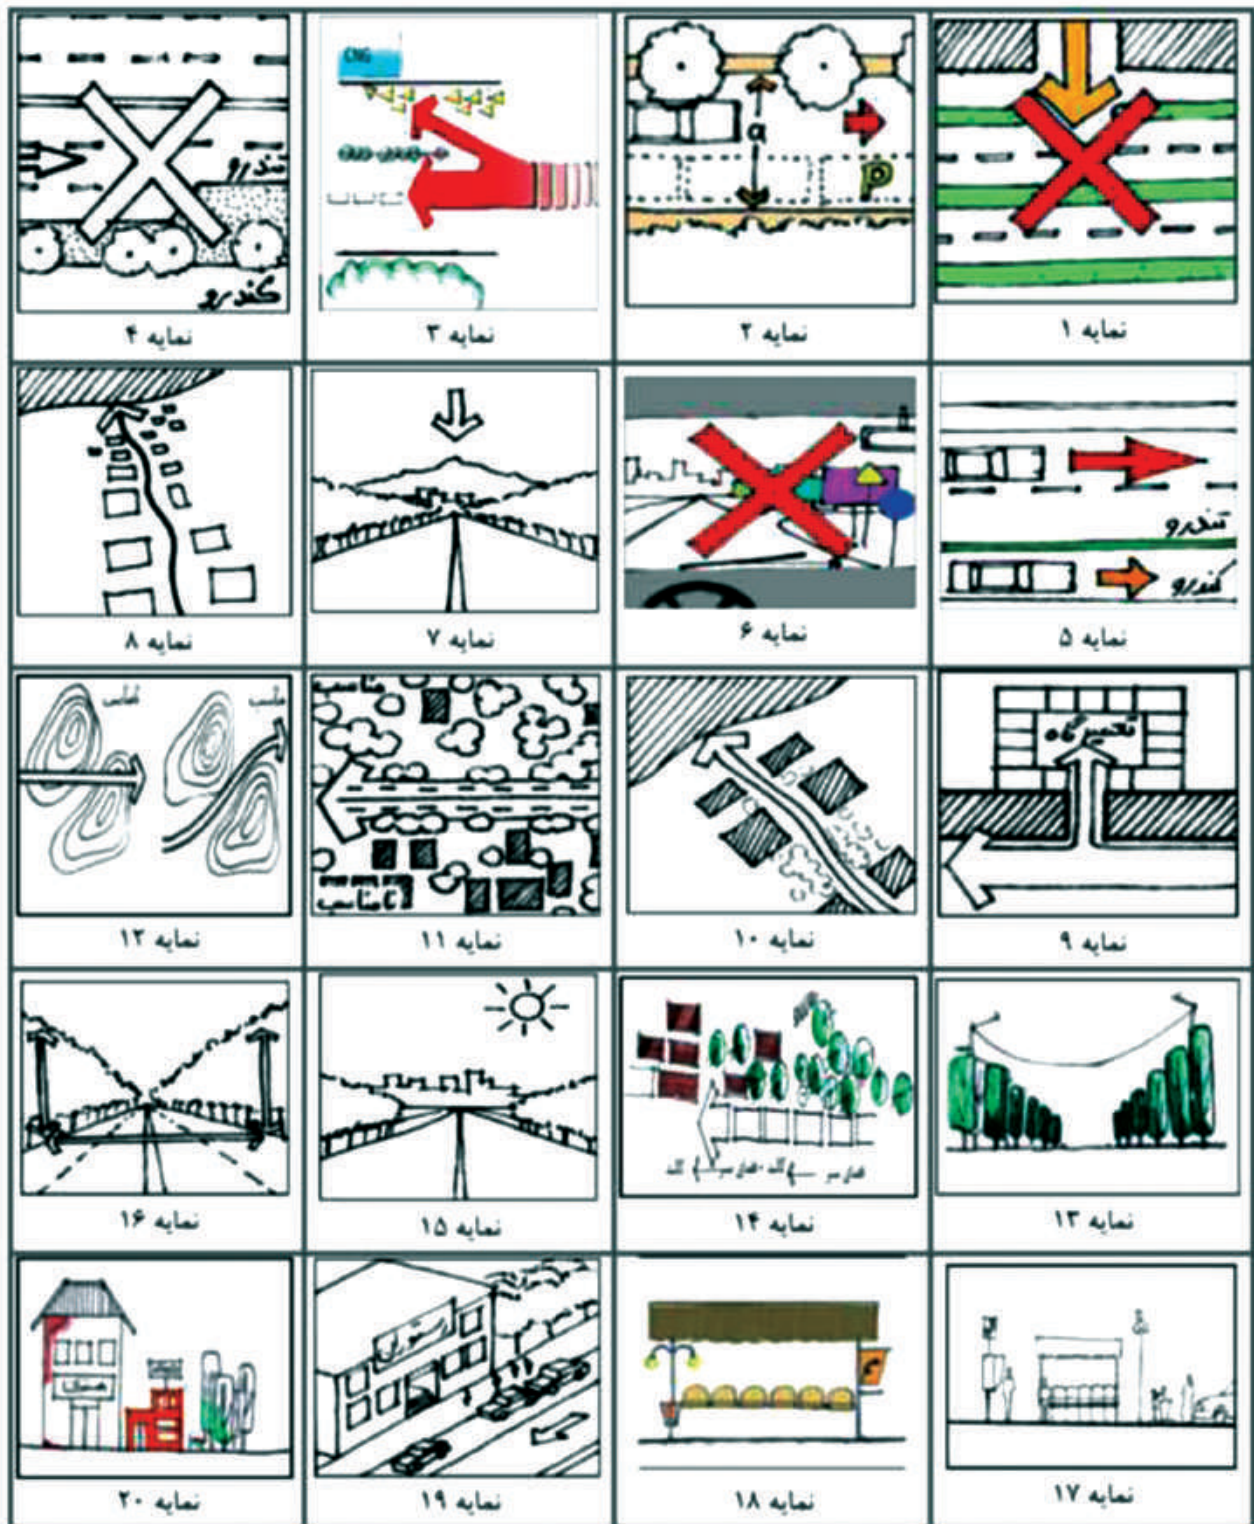 نمایه ۱
α
P
نمایه ۲
CNG
نمایه ۳
تندرو
کندرو
نمایه ۴
تندرو
کندرو
نمایه ۵
نمایه ۶
نمایه ۷
نمایه ۸
تعمیرگاه
نمایه ۹
نمایه ۱۰
مناسب
نامناسب
نمایه ۱۱
مناسب
نامناسب
نمایه ۱۲
نمایه ۱۳
نمایه ۱۴
نمایه ۱۵
نمایه ۱۶
نمایه ۱۷
نمایه ۱۸
نمایه ۱۹
نمایه ۲۰